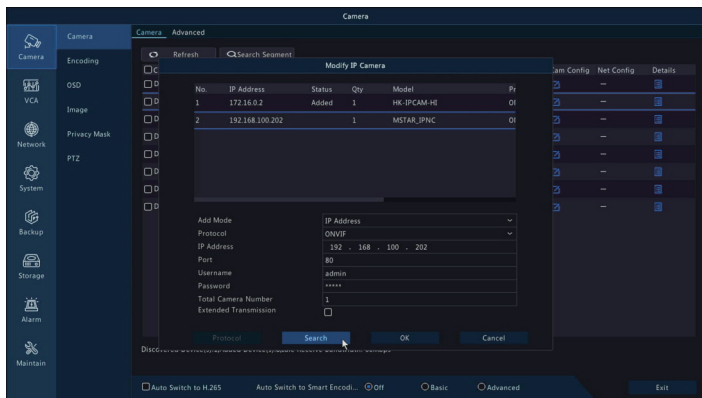 Camera
Camera
VCA
Network
System
Backup
Storage
Alarm
Maintain
Camera
Encoding
OSD
Image
Privacy Mask
PTZ
Camera Advanced
Refresh Search Segment
Cam Config Net Config Details
Modify IP Camera
No. IP Address Status Qty Model Pr
1 172.16.0.2 Added 1 HK-IPCAM-HI
2 192.168.100.202 1 MSTAR_IPNC
Add Mode IP Address
Protocol ONVIF
IP Address 192 . 168 . 100 . 202
Port 80
Username admin
Password *****
Total Camera Number 1
Extended Transmission
Protocol Search OK Cancel
Auto Switch to H.265 Auto Switch to Smart Encodi... Off Basic Advanced Exit